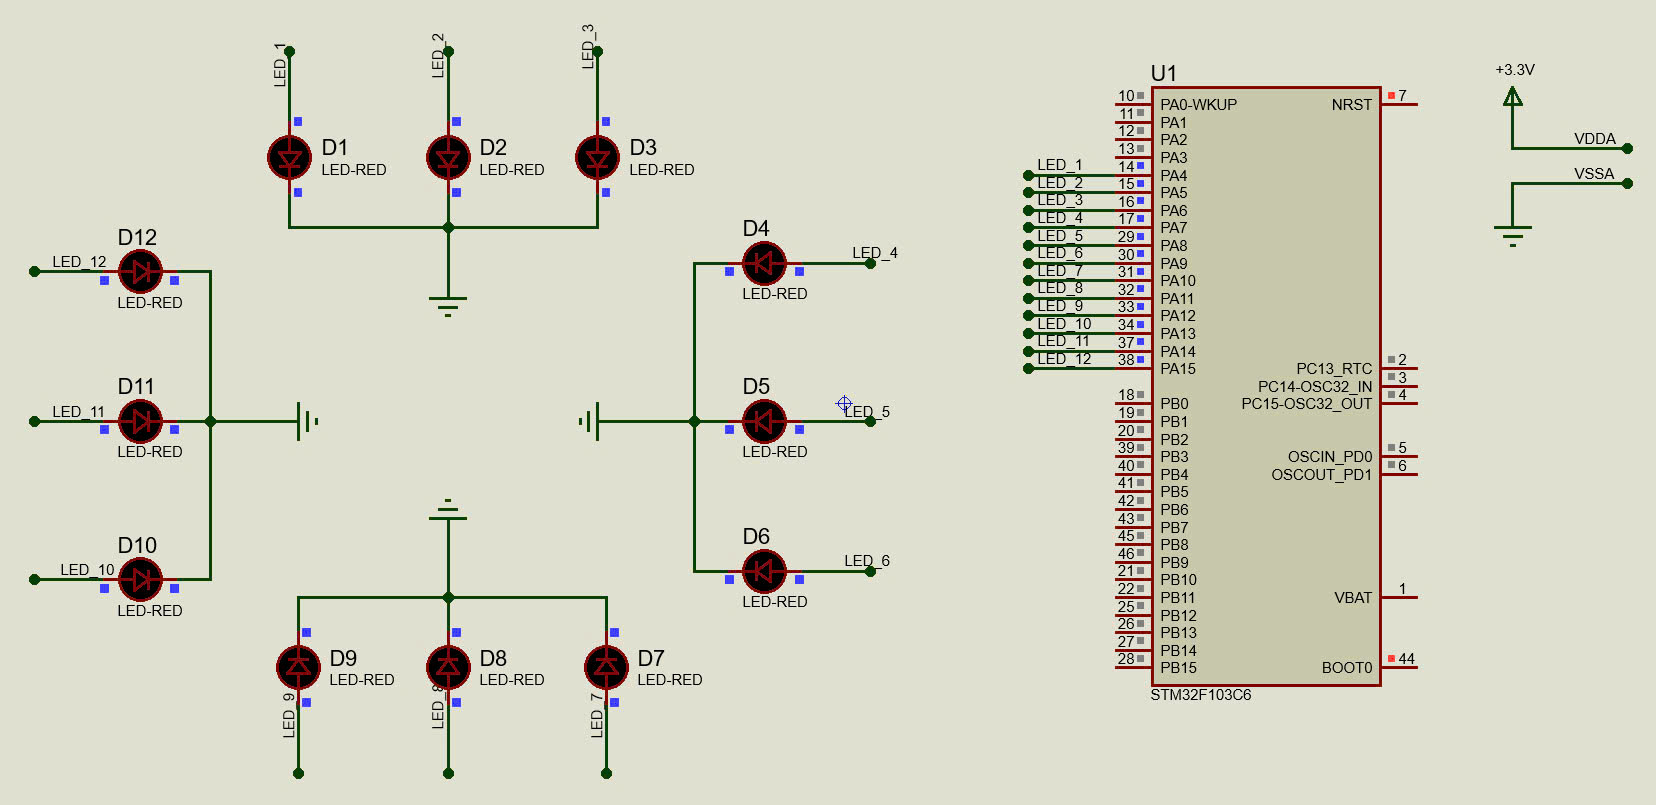 LED_1
LED_2
LED_3
D1
LED-RED
D2
LED-RED
D3
LED-RED
D12
LED_12
LED-RED
D4
LED_4
LED-RED
D11
LED_11
LED-RED
D5
LED_5
LED-RED
D10
LED_10
LED-RED
D6
LED_6
LED-RED
D9
LED-RED
LED_9
D8
LED-RED
LED_8
D7
LED-RED
LED_7
U1
10 PA0-WKUP
11 PA1
12 PA2
13 PA3
LED_1 14 PA4
LED_2 15 PA5
LED_3 16 PA6
LED_4 17 PA7
LED_5 29 PA8
LED_6 30 PA9
LED_7 31 PA10
LED_8 32 PA11
LED_9 33 PA12
LED_10 34 PA13
LED_11 37 PA14
LED_12 38 PA15
18 PB0
19 PB1
20 PB2
39 PB3
40 PB4
41 PB5
42 PB6
43 PB7
45 PB8
46 PB9
21 PB10
22 PB11
25 PB12
26 PB13
27 PB14
28 PB15
NRST 7
PC13_RTC 2
PC14-OSC32_IN 3
PC15-OSC32_OUT 4
OSCIN_PD0 5
OSCOUT_PD1 6
VBAT 1
BOOT0 44
STM32F103C6
+3.3V
VDDA
VSSA